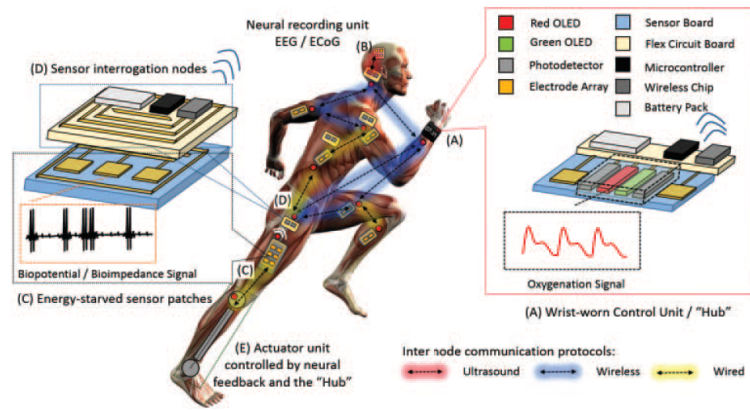 Neural recording unit
EEG / ECoG
(B)
(D) Sensor interrogation nodes
Red OLED
Green OLED
Photodetector
Electrode Array
Sensor Board
Flex Circuit Board
Microcontroller
Wireless Chip
Battery Pack
(A)
(D)
(C)
Biopotential / Bioimpedance Signal
(C) Energy-starved sensor patches
Oxygenation Signal
(A) Wrist-worn Control Unit / “Hub”
(E) Actuator unit
controlled by neural
feedback and the “Hub”
Inter node communication protocols:
Ultrasound
Wireless
Wired